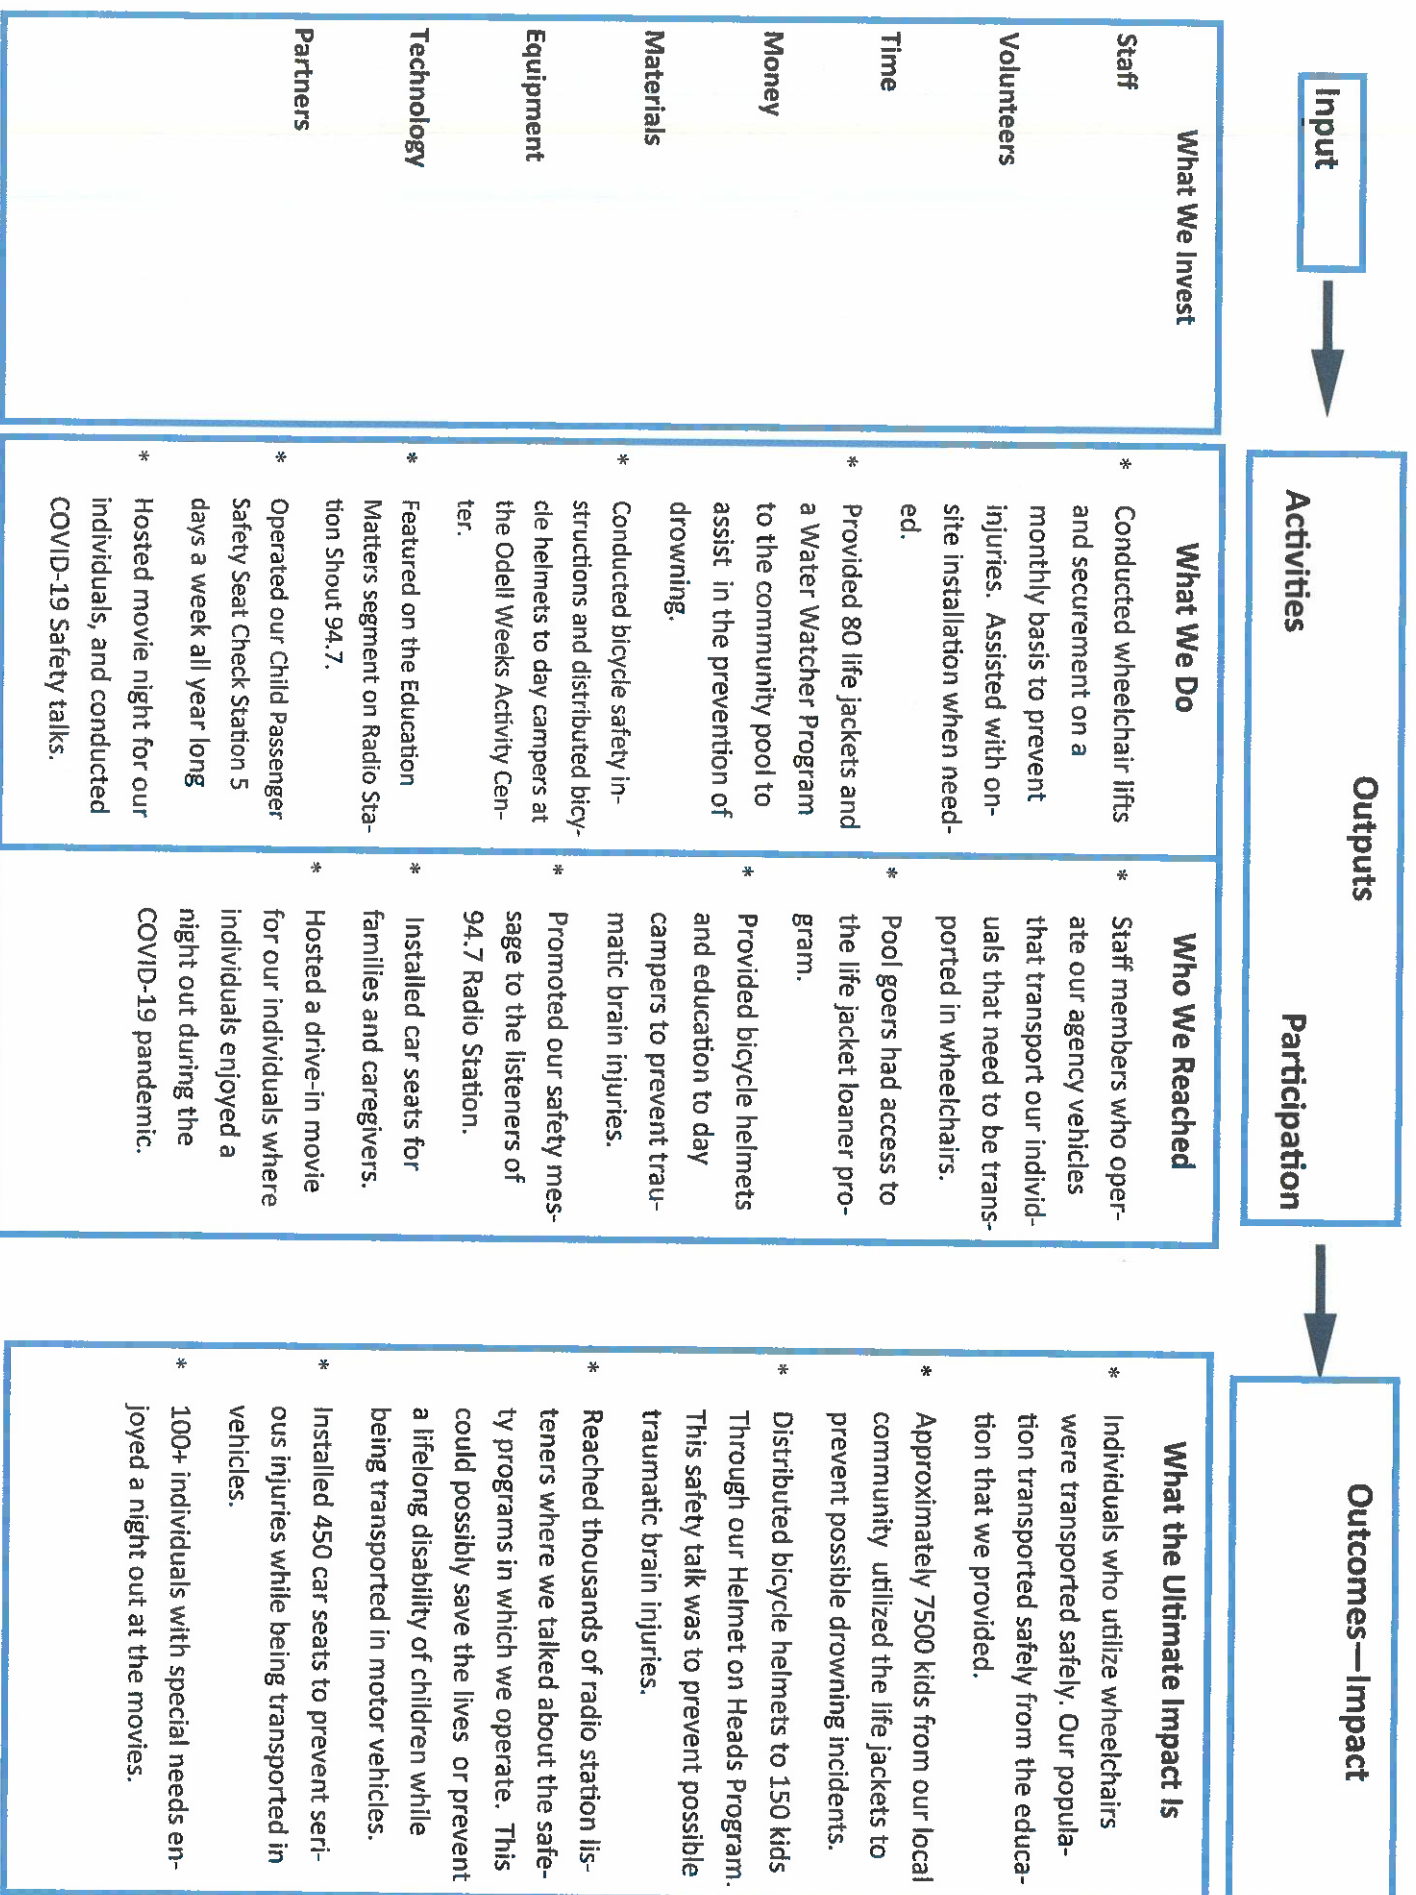 Input
Outputs
Activities
Participation
Outcomes—Impact
What We Invest
Staff
Volunteers
Time
Money
Materials
Equipment
Technology
Partners
What We Do
* Conducted wheelchair lifts
and securement on a
monthly basis to prevent
injuries. Assisted with on-
site installation when need-
ed.
* Provided 80 life jackets and
a Water Watcher Program
to the community pool to
assist in the prevention of
drowning.
* Conducted bicycle safety in-
structions and distributed bicy-
cle helmets to day campers at
the Odell Weeks Activity Cen-
ter.
* Featured on the Education
Matters segment on Radio Sta-
tion Shout 94.7.
* Operated our Child Passenger
Safety Seat Check Station 5
days a week all year long
* Hosted movie night for our
individuals, and conducted
COVID-19 Safety talks.
Who We Reached
* Staff members who oper-
ate our agency vehicles
that transport our individ-
uals that need to be trans-
ported in wheelchairs.
* Pool goers had access to
the life jacket loaner pro-
gram.
* Provided bicycle helmets
and education to day
campers to prevent trau-
matic brain injuries.
* Promoted our safety mes-
sage to the listeners of
94.7 Radio Station.
* Installed car seats for
families and caregivers.
* Hosted a drive-in movie
for our individuals where
individuals enjoyed a
night out during the
COVID-19 pandemic.
What the Ultimate Impact Is
* Individuals who utilize wheelchairs
were transported safely. Our popula-
tion transported safely from the educa-
tion that we provided.
* Approximately 7500 kids from our local
community utilized the life jackets to
prevent possible drowning incidents.
* Distributed bicycle helmets to 150 kids
Through our Helmet on Heads Program.
This safety talk was to prevent possible
traumatic brain injuries.
* Reached thousands of radio station lis-
teners where we talked about the safe-
ty programs in which we operate. This
could possibly save the lives or prevent
a lifelong disability of children while
being transported in motor vehicles.
* Installed 450 car seats to prevent seri-
ous injuries while being transported in
vehicles.
* 100+ individuals with special needs en-
joyed a night out at the movies.